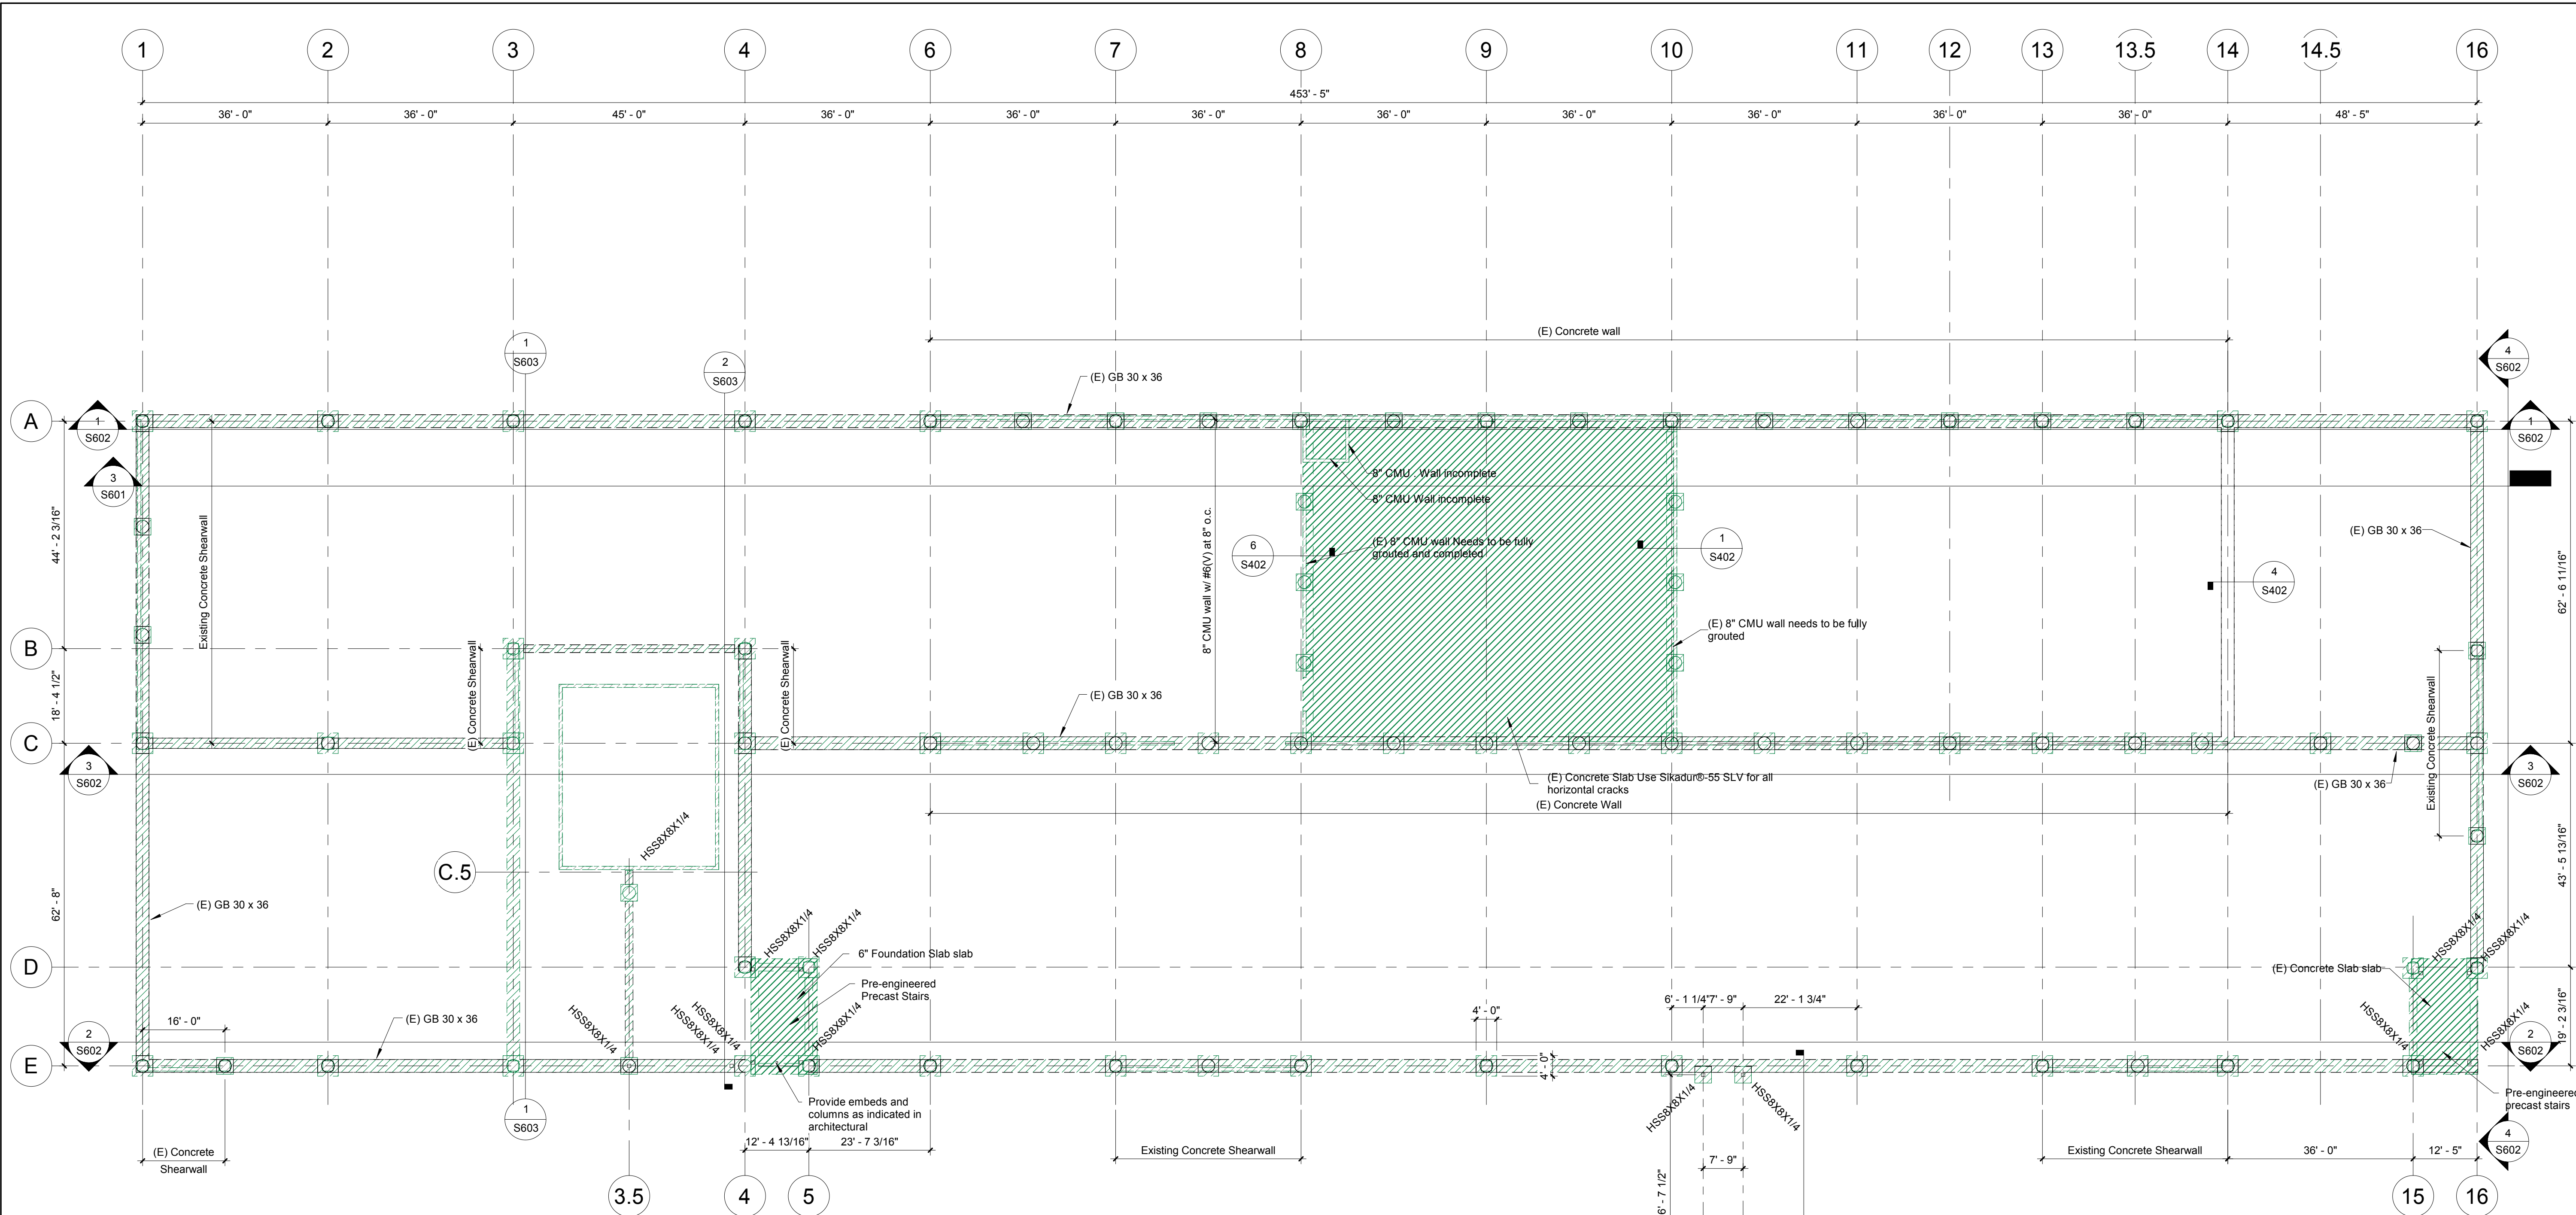 1 2 3 4 6 7 8 9 10 11 12 13 13.5 14 14.5 16
453' - 5"
36' - 0" 36' - 0" 45' - 0" 36' - 0" 36' - 0" 36' - 0" 36' - 0" 36' - 0" 36' - 0" 36' - 0" 36' - 0" 48' - 5"
(E) Concrete wall
1
S603
2
S603
4
S602
(E) GB 30 x 36
A
1
S602
1
S602
3
S601
8" CMU . Wall incomplete
8" CMU Wall incomplete
44' - 2 3/16"
Existing Concrete Shearwall
8" CMU wall w/ #6(V) at 8" o.c.
6
S402
(E) 8" CMU wall Needs to be fully
grouted and completed
1
S402
4
S402
(E) GB 30 x 36
62' - 6 11/16"
(E) 8" CMU wall needs to be fully
grouted
B
18' - 4 1/2"
(E) Concrete Shearwall
(E) Concrete Shearwall
(E) GB 30 x 36
Existing Concrete Shearwall
C
3
S602
3
S602
(E) Concrete Slab Use Sikadur®-55 SLV for all
horizontal cracks
(E) GB 30 x 36
(E) Concrete Wall
HSS8X8X1/4
C.5
62' - 8"
43' - 5 13/16"
(E) GB 30 x 36
HSS8X8X1/4
HSS8X8X1/4
6" Foundation Slab slab
HSS8X8X1/4
HSS8X8X1/4
D
(E) Concrete Slab slab
Pre-engineered
Precast Stairs
16' - 0"
(E) GB 30 x 36
HSS8X8X1/4
HSS8X8X1/4
HSS8X8X1/4
HSS8X8X1/4
4' - 0"
4' - 0"
6' - 1 1/4" 7' - 9" 22' - 1 3/4"
HSS8X8X1/4
HSS8X8X1/4
19' - 2 3/16"
2
S602
2
S602
E
HSS8X8X1/4
HSS8X8X1/4
Provide embeds and
columns as indicated in
architectural
Pre-engineered
precast stairs
1
S603
12' - 4 13/16" 23' - 7 3/16"
(E) Concrete
Shearwall
Existing Concrete Shearwall
7' - 9"
6' - 7 1/2"
Existing Concrete Shearwall
36' - 0" 12' - 5"
4
S602
3.5 4 5 15 16